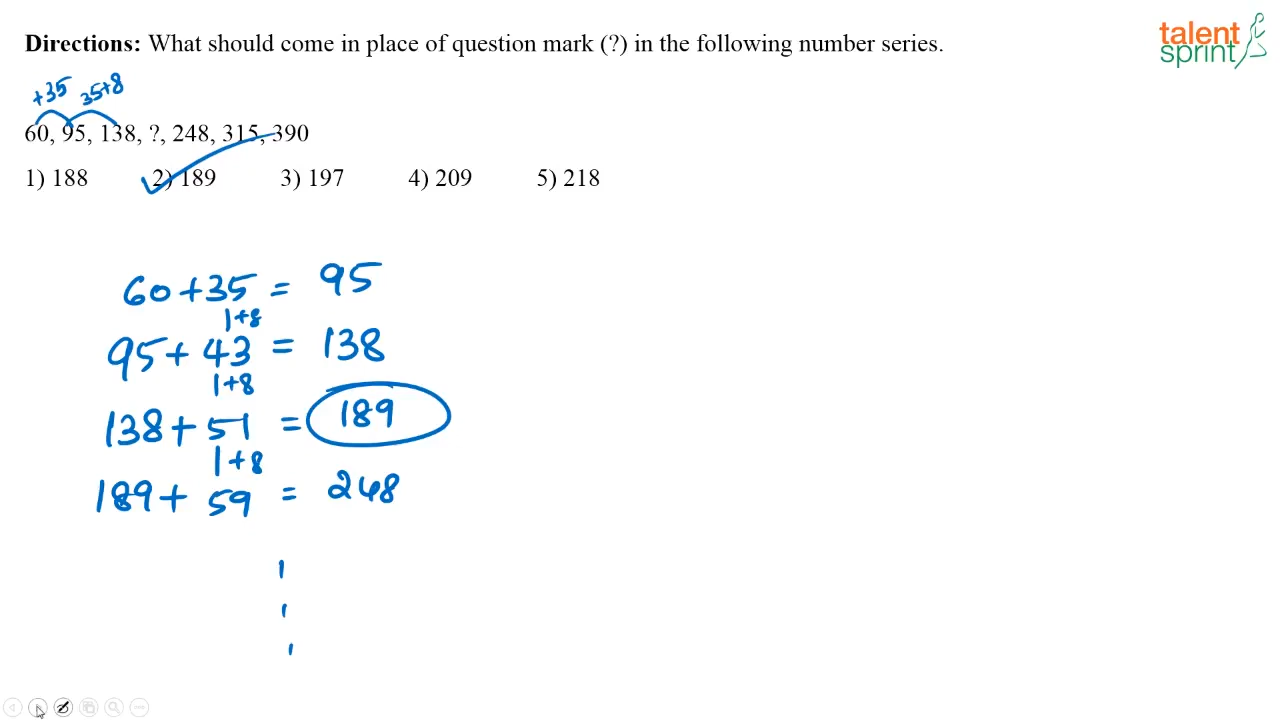 Directions: What should come in place of question mark (?) in the following number series.
talent
sprint
+35 35+8
60, 95, 138, ?, 248, 315, 390
1) 188 2) 189 3) 197 4) 209 5) 218
60+35 = 95
1+8
95+ 43 = 138
1+8
138+ 51 = 189
1+8
189+ 59 = 248